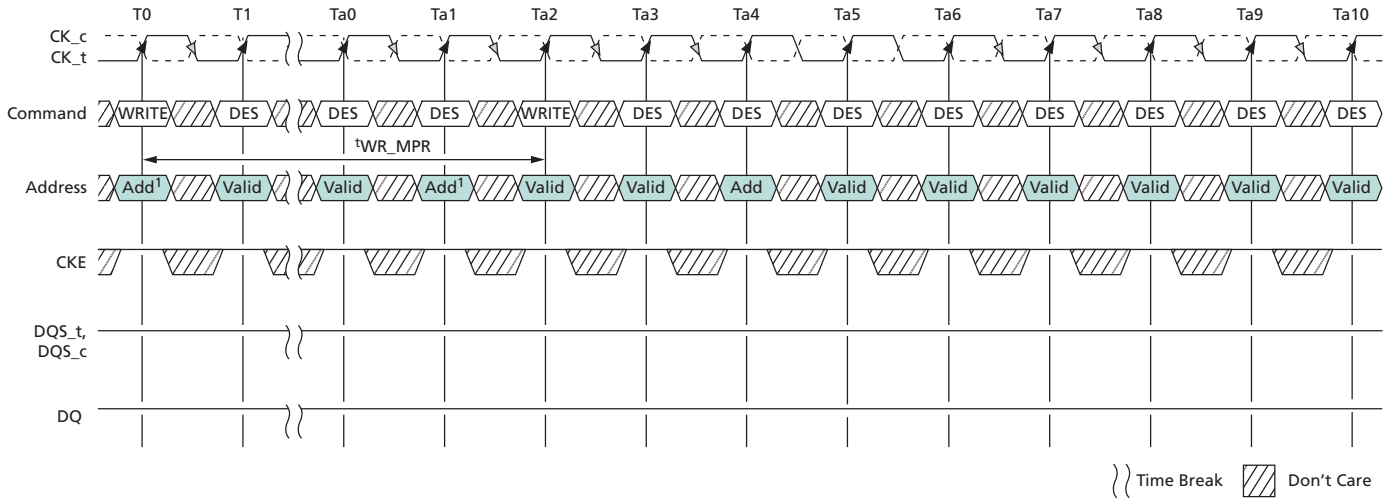 T0 T1 Ta0 Ta1 Ta2 Ta3 Ta4 Ta5 Ta6 Ta7 Ta8 Ta9 Ta10
CK_c
CK_t
Command WRITE DES DES DES WRITE DES DES DES DES DES DES DES DES
tWR_MPR
Address Add1 Valid Valid Add1 Valid Valid Add Valid Valid Valid Valid Valid Valid
CKE
DQS_t,
DQS_c
DQ
Time Break Don't Care